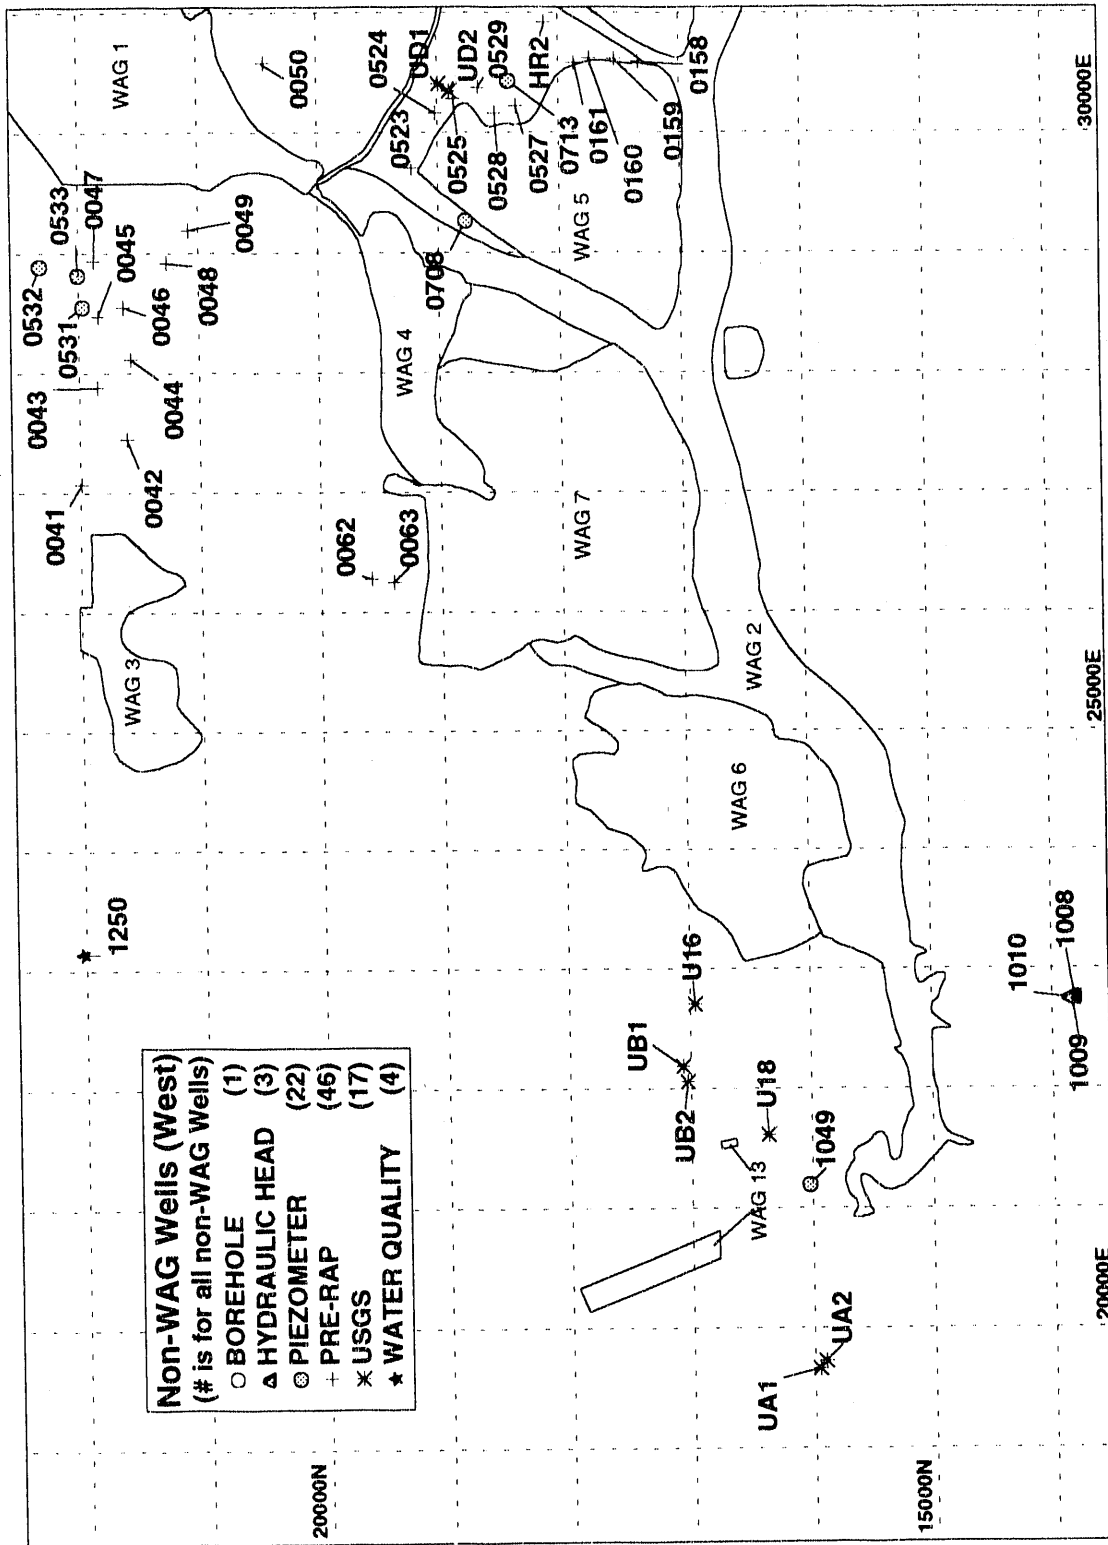 Non-WAG Wells (West)
(# is for all non-WAG Wells)
○ BOREHOLE (1)
HYDRAULIC HEAD (3)
PIEZOMETER (22)
+ PRE-RAP (46)
USGS (17)
★ WATER QUALITY (4)
20000N
15000N
20000E
25000E
30000E
WAG 1
WAG 2
WAG 3
WAG 4
WAG 5
WAG 6
WAG 7
WAG 13
1250
0041
0042
0043
0044
0531
0532
0533
0045
0046
0047
0048
0049
0050
0062
0063
0523
0524
UD1
UD2
0525
0528
0527
0529
HR2
0713
0161
0160
0159
0158
0708
U16
UB1
UB2
U18
1049
UA1
UA2
1010
1009
1008